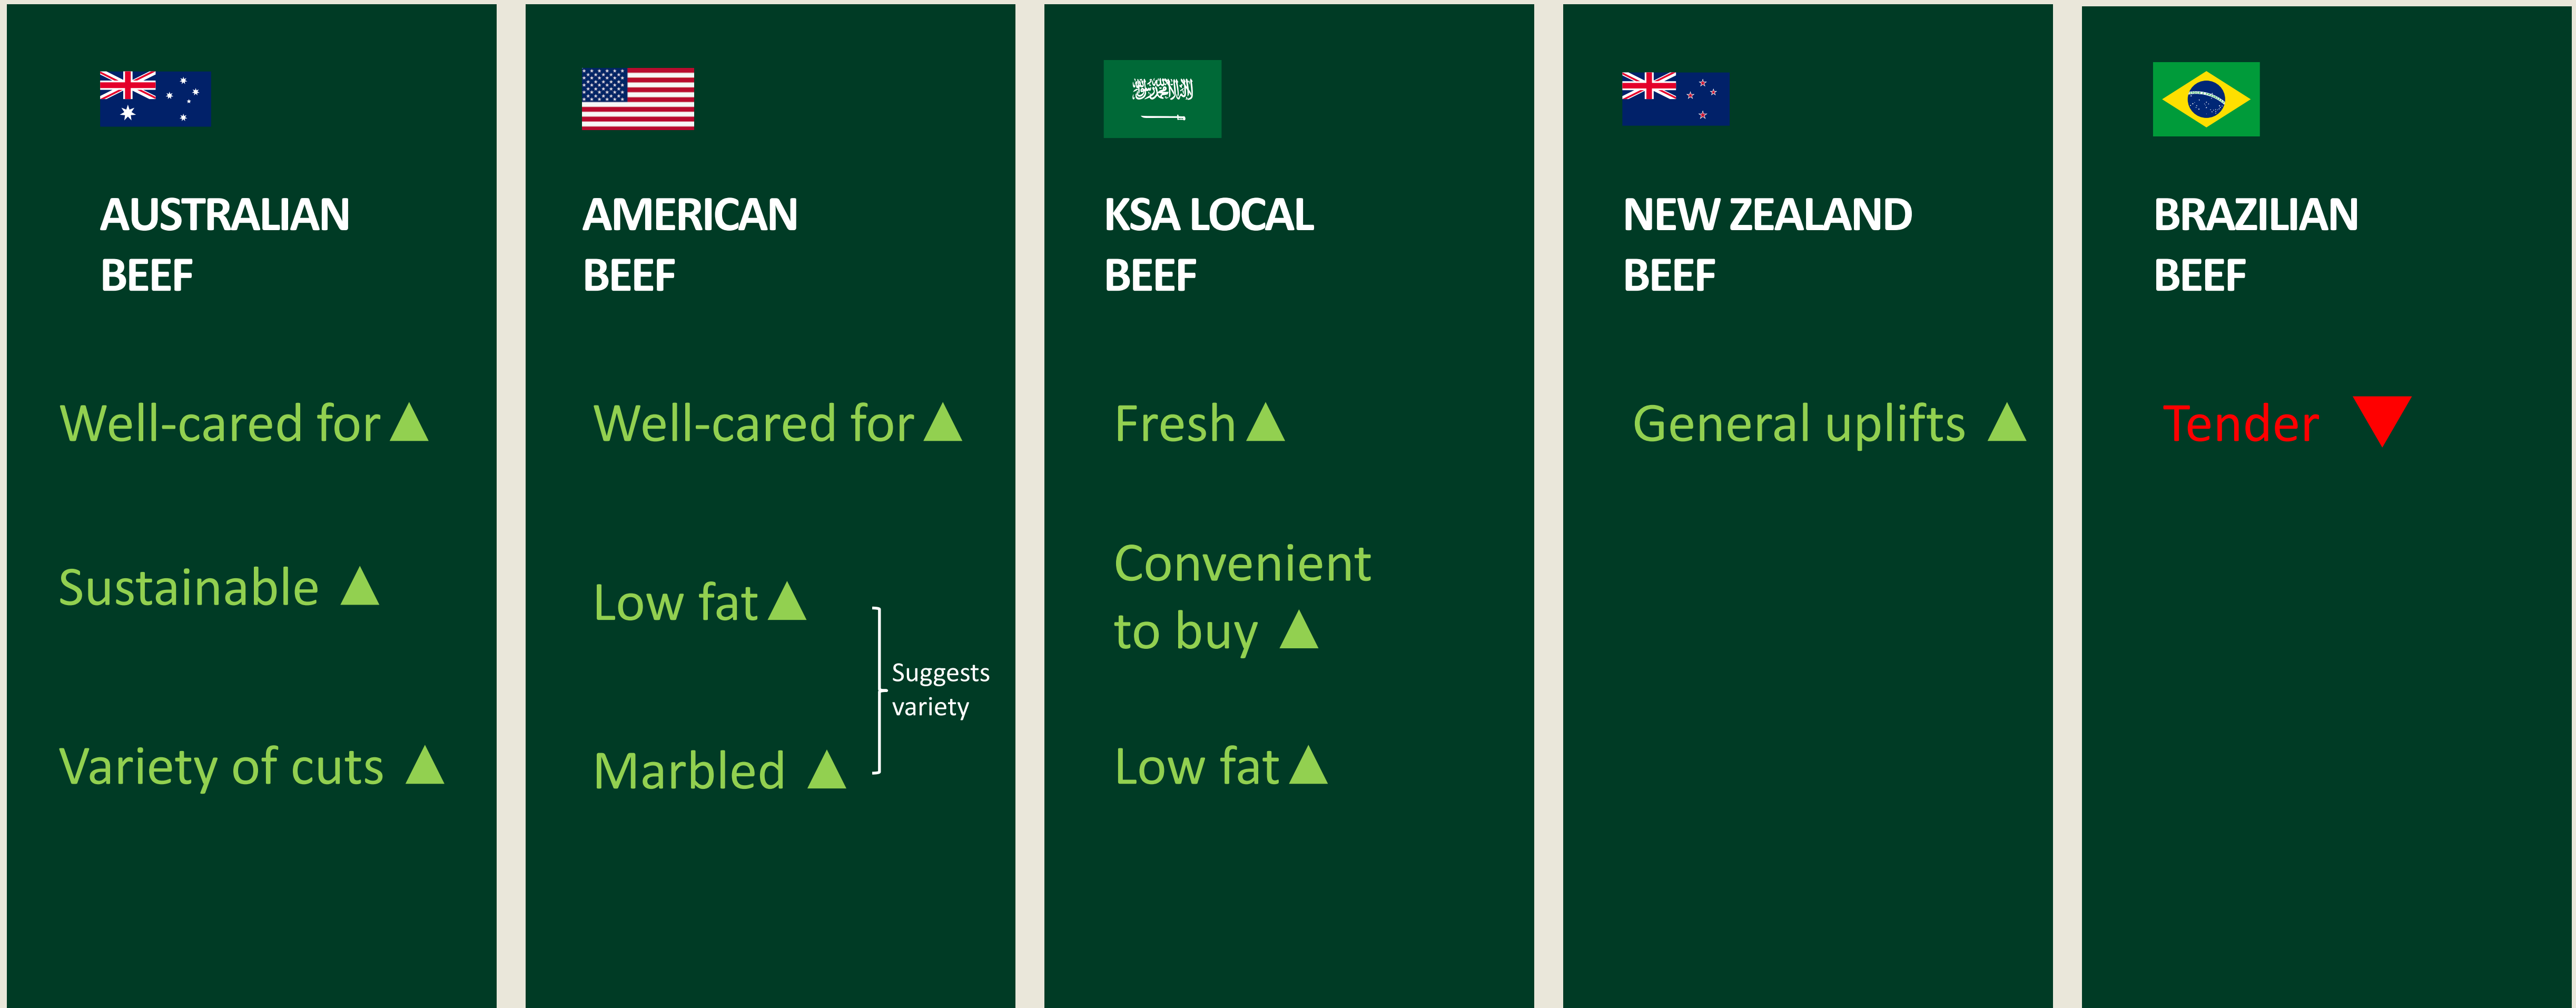 AUSTRALIAN
BEEF
Well-cared for▲
Sustainable ▲
Variety of cuts ▲
AMERICAN
BEEF
Well-cared for▲
Low fat▲
Suggests
variety
Marbled ▲
KSA LOCAL
BEEF
Fresh▲
Convenient
to buy ▲
Low fat▲
NEW ZEALAND
BEEF
General uplifts ▲
BRAZILIAN
BEEF
Tender ▼